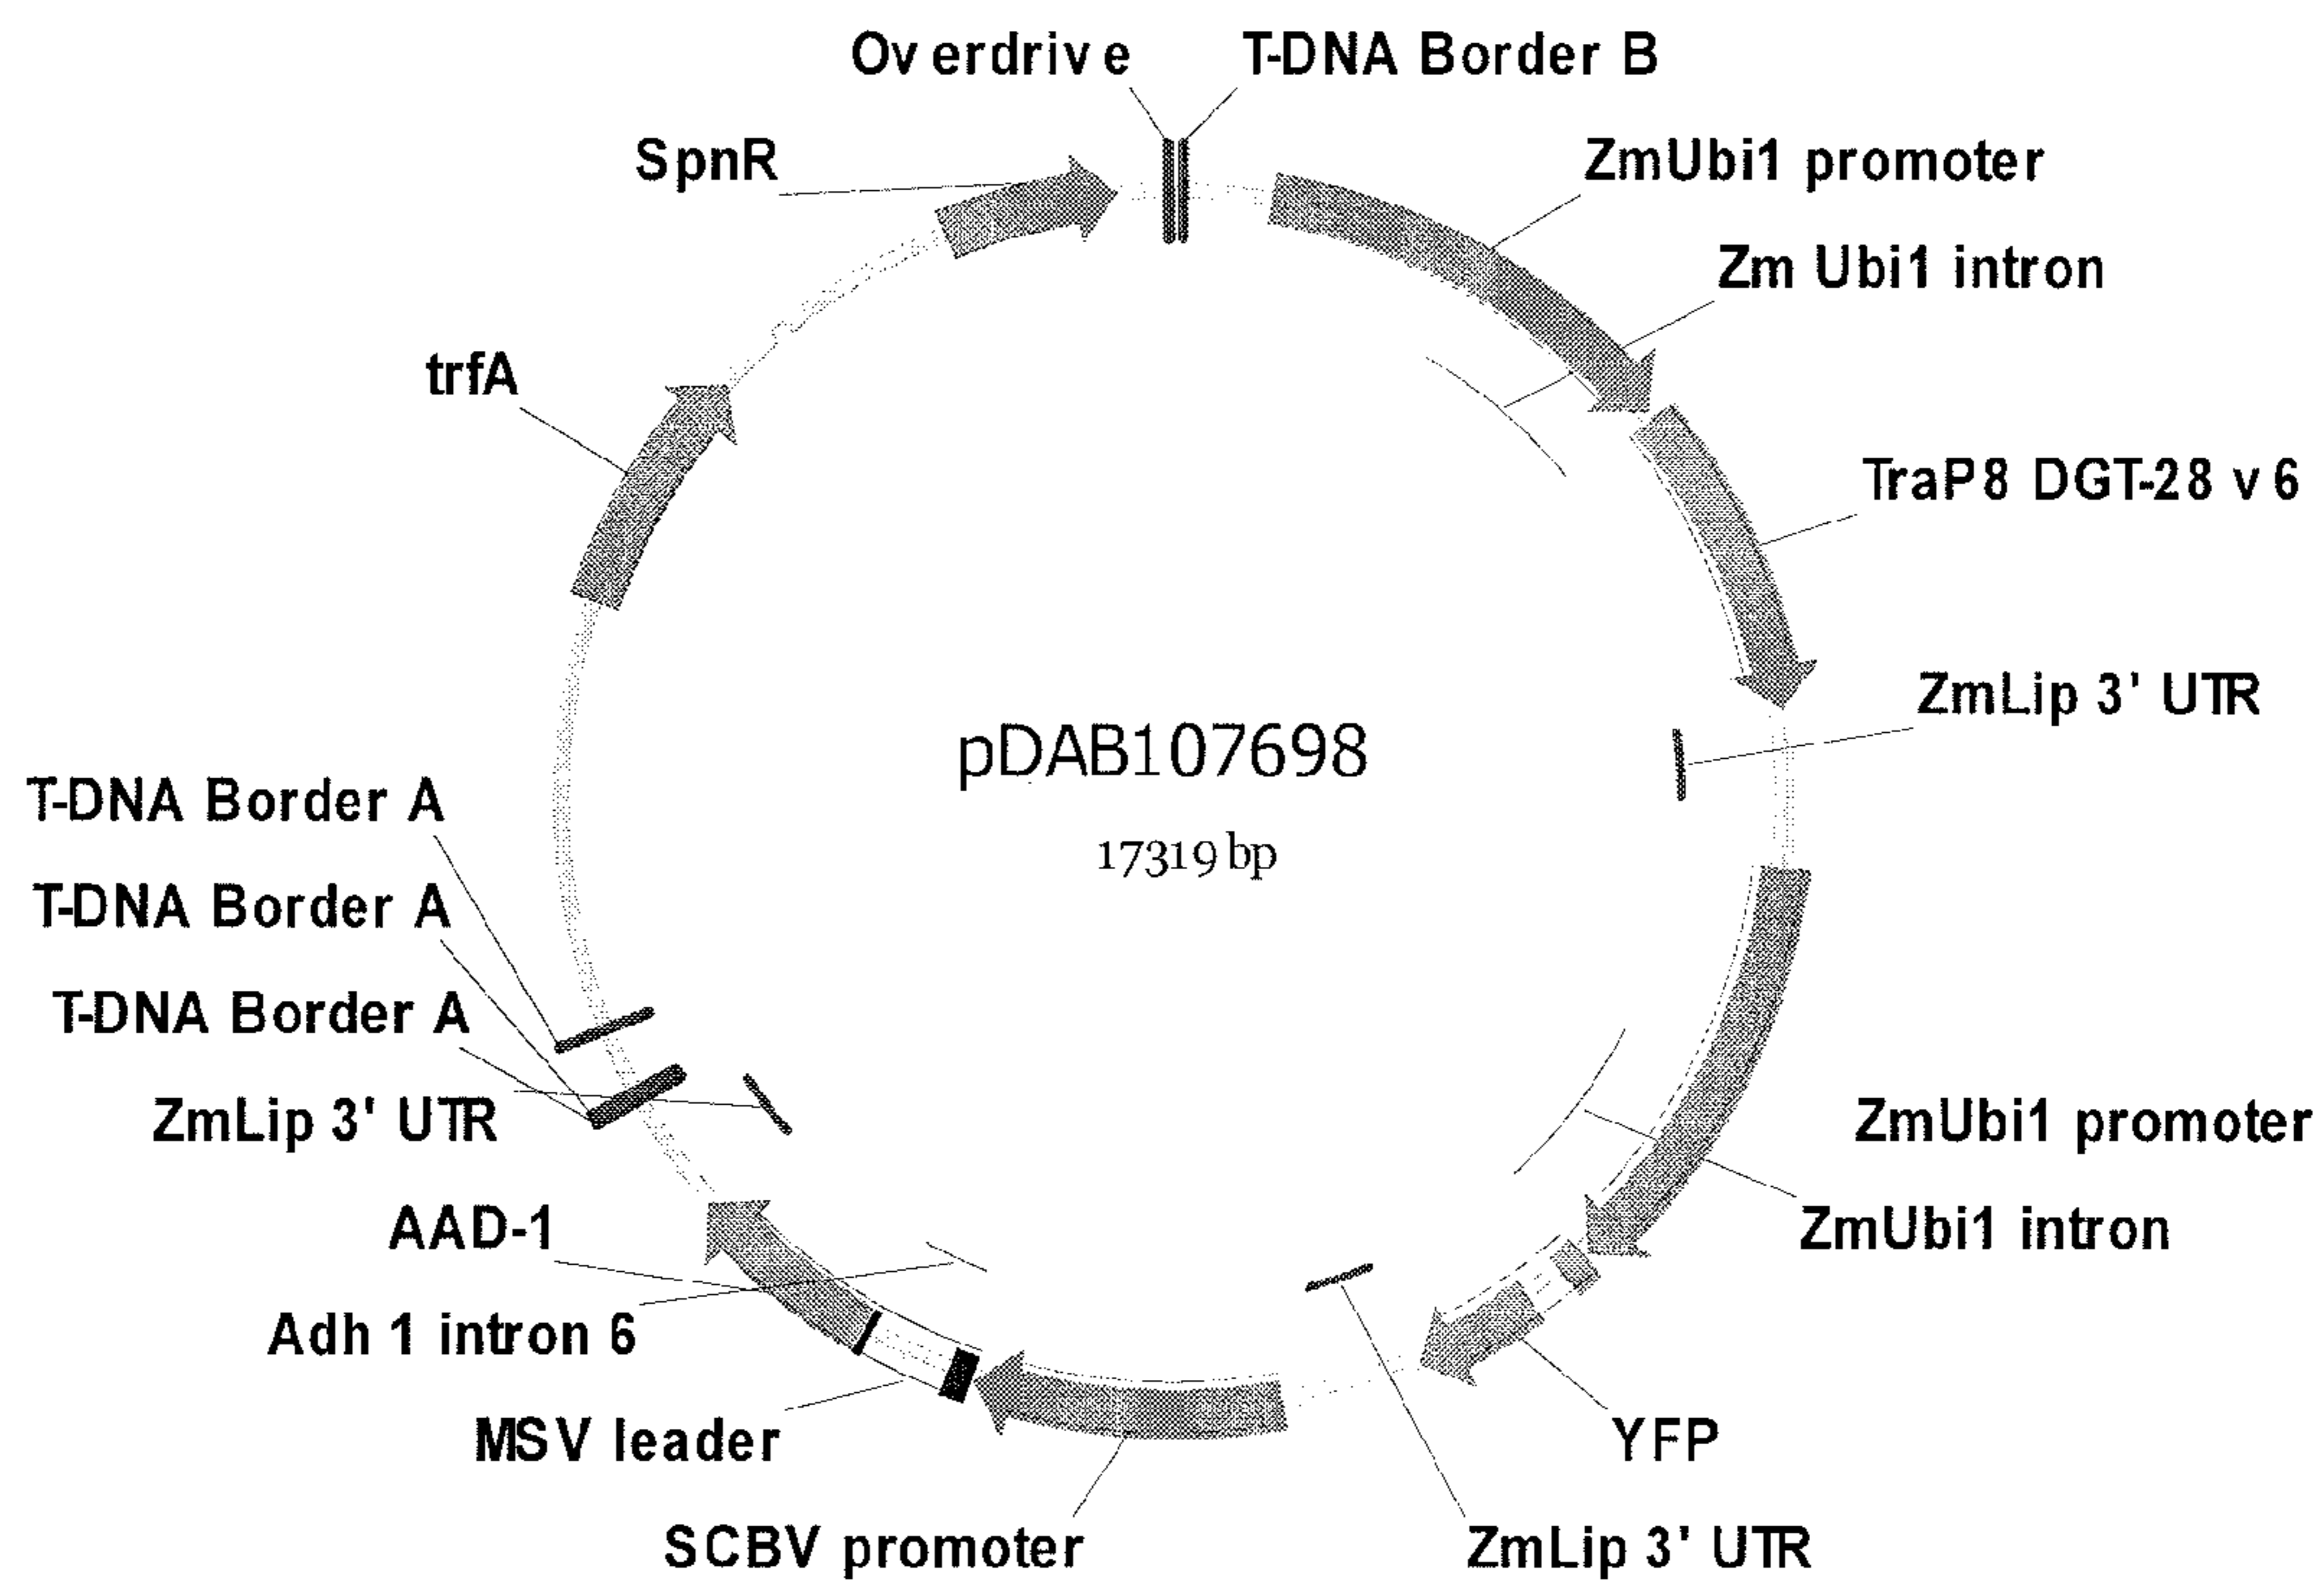 Overdrive
T-DNA Border B
SpnR
ZmUbi1 promoter
Zm Ubi1 intron
trfA
TraP8 DGT-28 v6
ZmLip 3' UTR
pDAB107698
17319 bp
T-DNA Border A
T-DNA Border A
T-DNA Border A
ZmLip 3' UTR
ZmUbi1 promoter
AAD-1
ZmUbi1 intron
Adh 1 intron 6
MSV leader
YFP
SCBV promoter
ZmLip 3' UTR